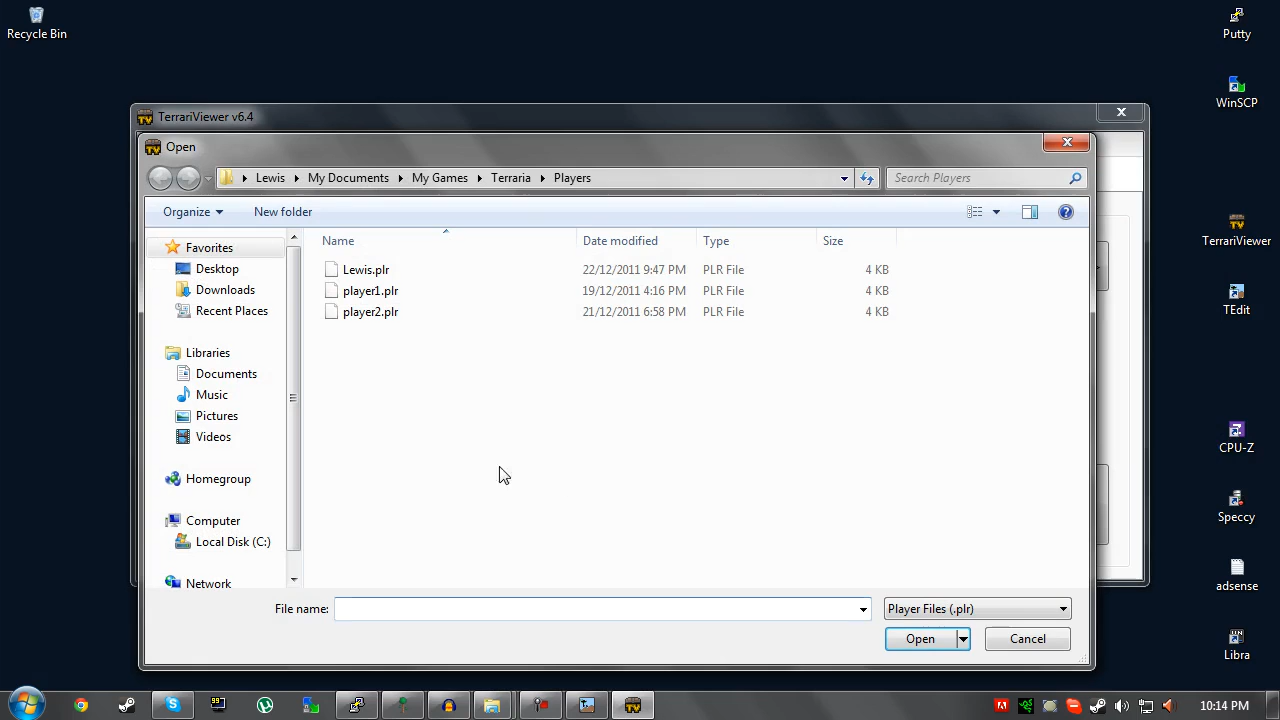 Recycle Bin
Putty
WinSCP
TerrariViewer
TEdit
CPU-Z
Speccy
adsense
Libra
TerrariViewer v6.4
Open
Lewis
My Documents
My Games
Terraria
Players
Search Players
Organize
New folder
Favorites
Desktop
Downloads
Recent Places
Libraries
Documents
Music
Pictures
Videos
Homegroup
Computer
Local Disk (C:)
Network
Name Date modified Type Size
Lewis.plr 22/12/2011 9:47 PM PLR File 4 KB
player1.plr 19/12/2011 4:16 PM PLR File 4 KB
player2.plr 21/12/2011 6:58 PM PLR File 4 KB
File name:
Player Files (.plr)
Open
Cancel
10:14 PM